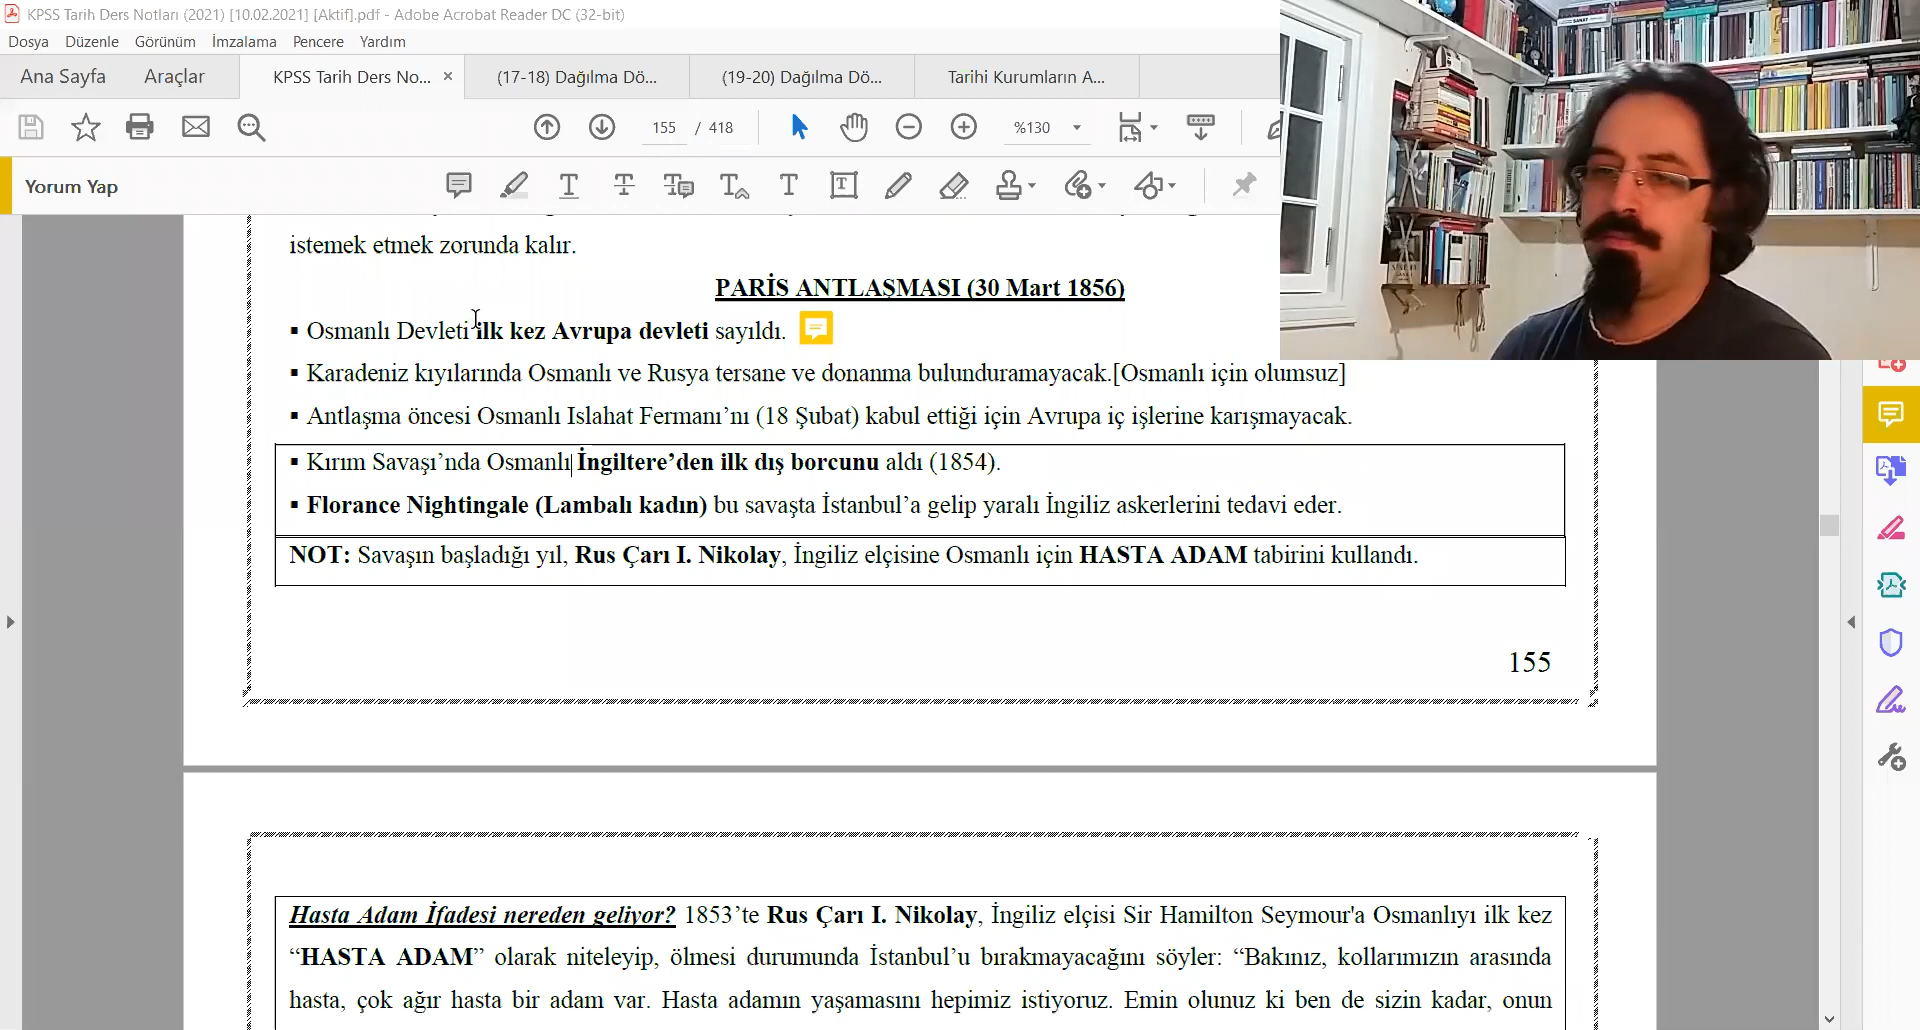 KPSS Tarih Ders Notları (2021) [10.02.2021] [Aktif].pdf - Adobe Acrobat Reader DC (32-bit)
Dosya Düzenle Görünüm İmzalama Pencere Yardım
Ana Sayfa Araçlar KPSS Tarih Ders No... × (17-18) Dağılma Dö... (19-20) Dağılma Dö... Tarihi Kurumların A...
155 / 418 %130
Yorum Yap
istemek etmek zorunda kalır.
PARİS ANTLAŞMASI (30 Mart 1856)
▪ Osmanlı Devleti ilk kez Avrupa devleti sayıldı.
▪ Karadeniz kıyılarında Osmanlı ve Rusya tersane ve donanma bulunduramayacak.[Osmanlı için olumsuz]
▪ Antlaşma öncesi Osmanlı Islahat Fermanı’nı (18 Şubat) kabul ettiği için Avrupa iç işlerine karışmayacak.
▪ Kırım Savaşı’nda Osmanlı İngiltere’den ilk dış borcunu aldı (1854).
▪ Florance Nightingale (Lambalı kadın) bu savaşta İstanbul’a gelip yaralı İngiliz askerlerini tedavi eder.
NOT: Savaşın başladığı yıl, Rus Çarı I. Nikolay, İngiliz elçisine Osmanlı için HASTA ADAM tabirini kullandı.
155
Hasta Adam İfadesi nereden geliyor? 1853’te Rus Çarı I. Nikolay, İngiliz elçisi Sir Hamilton Seymour'a Osmanlıyı ilk kez
“HASTA ADAM” olarak niteleyip, ölmesi durumunda İstanbul’u bırakmayacağını söyler: “Bakınız, kollarımızın arasında
hasta, çok ağır hasta bir adam var. Hasta adamın yaşamasını hepimiz istiyoruz. Emin olunuz ki ben de sizin kadar, onun